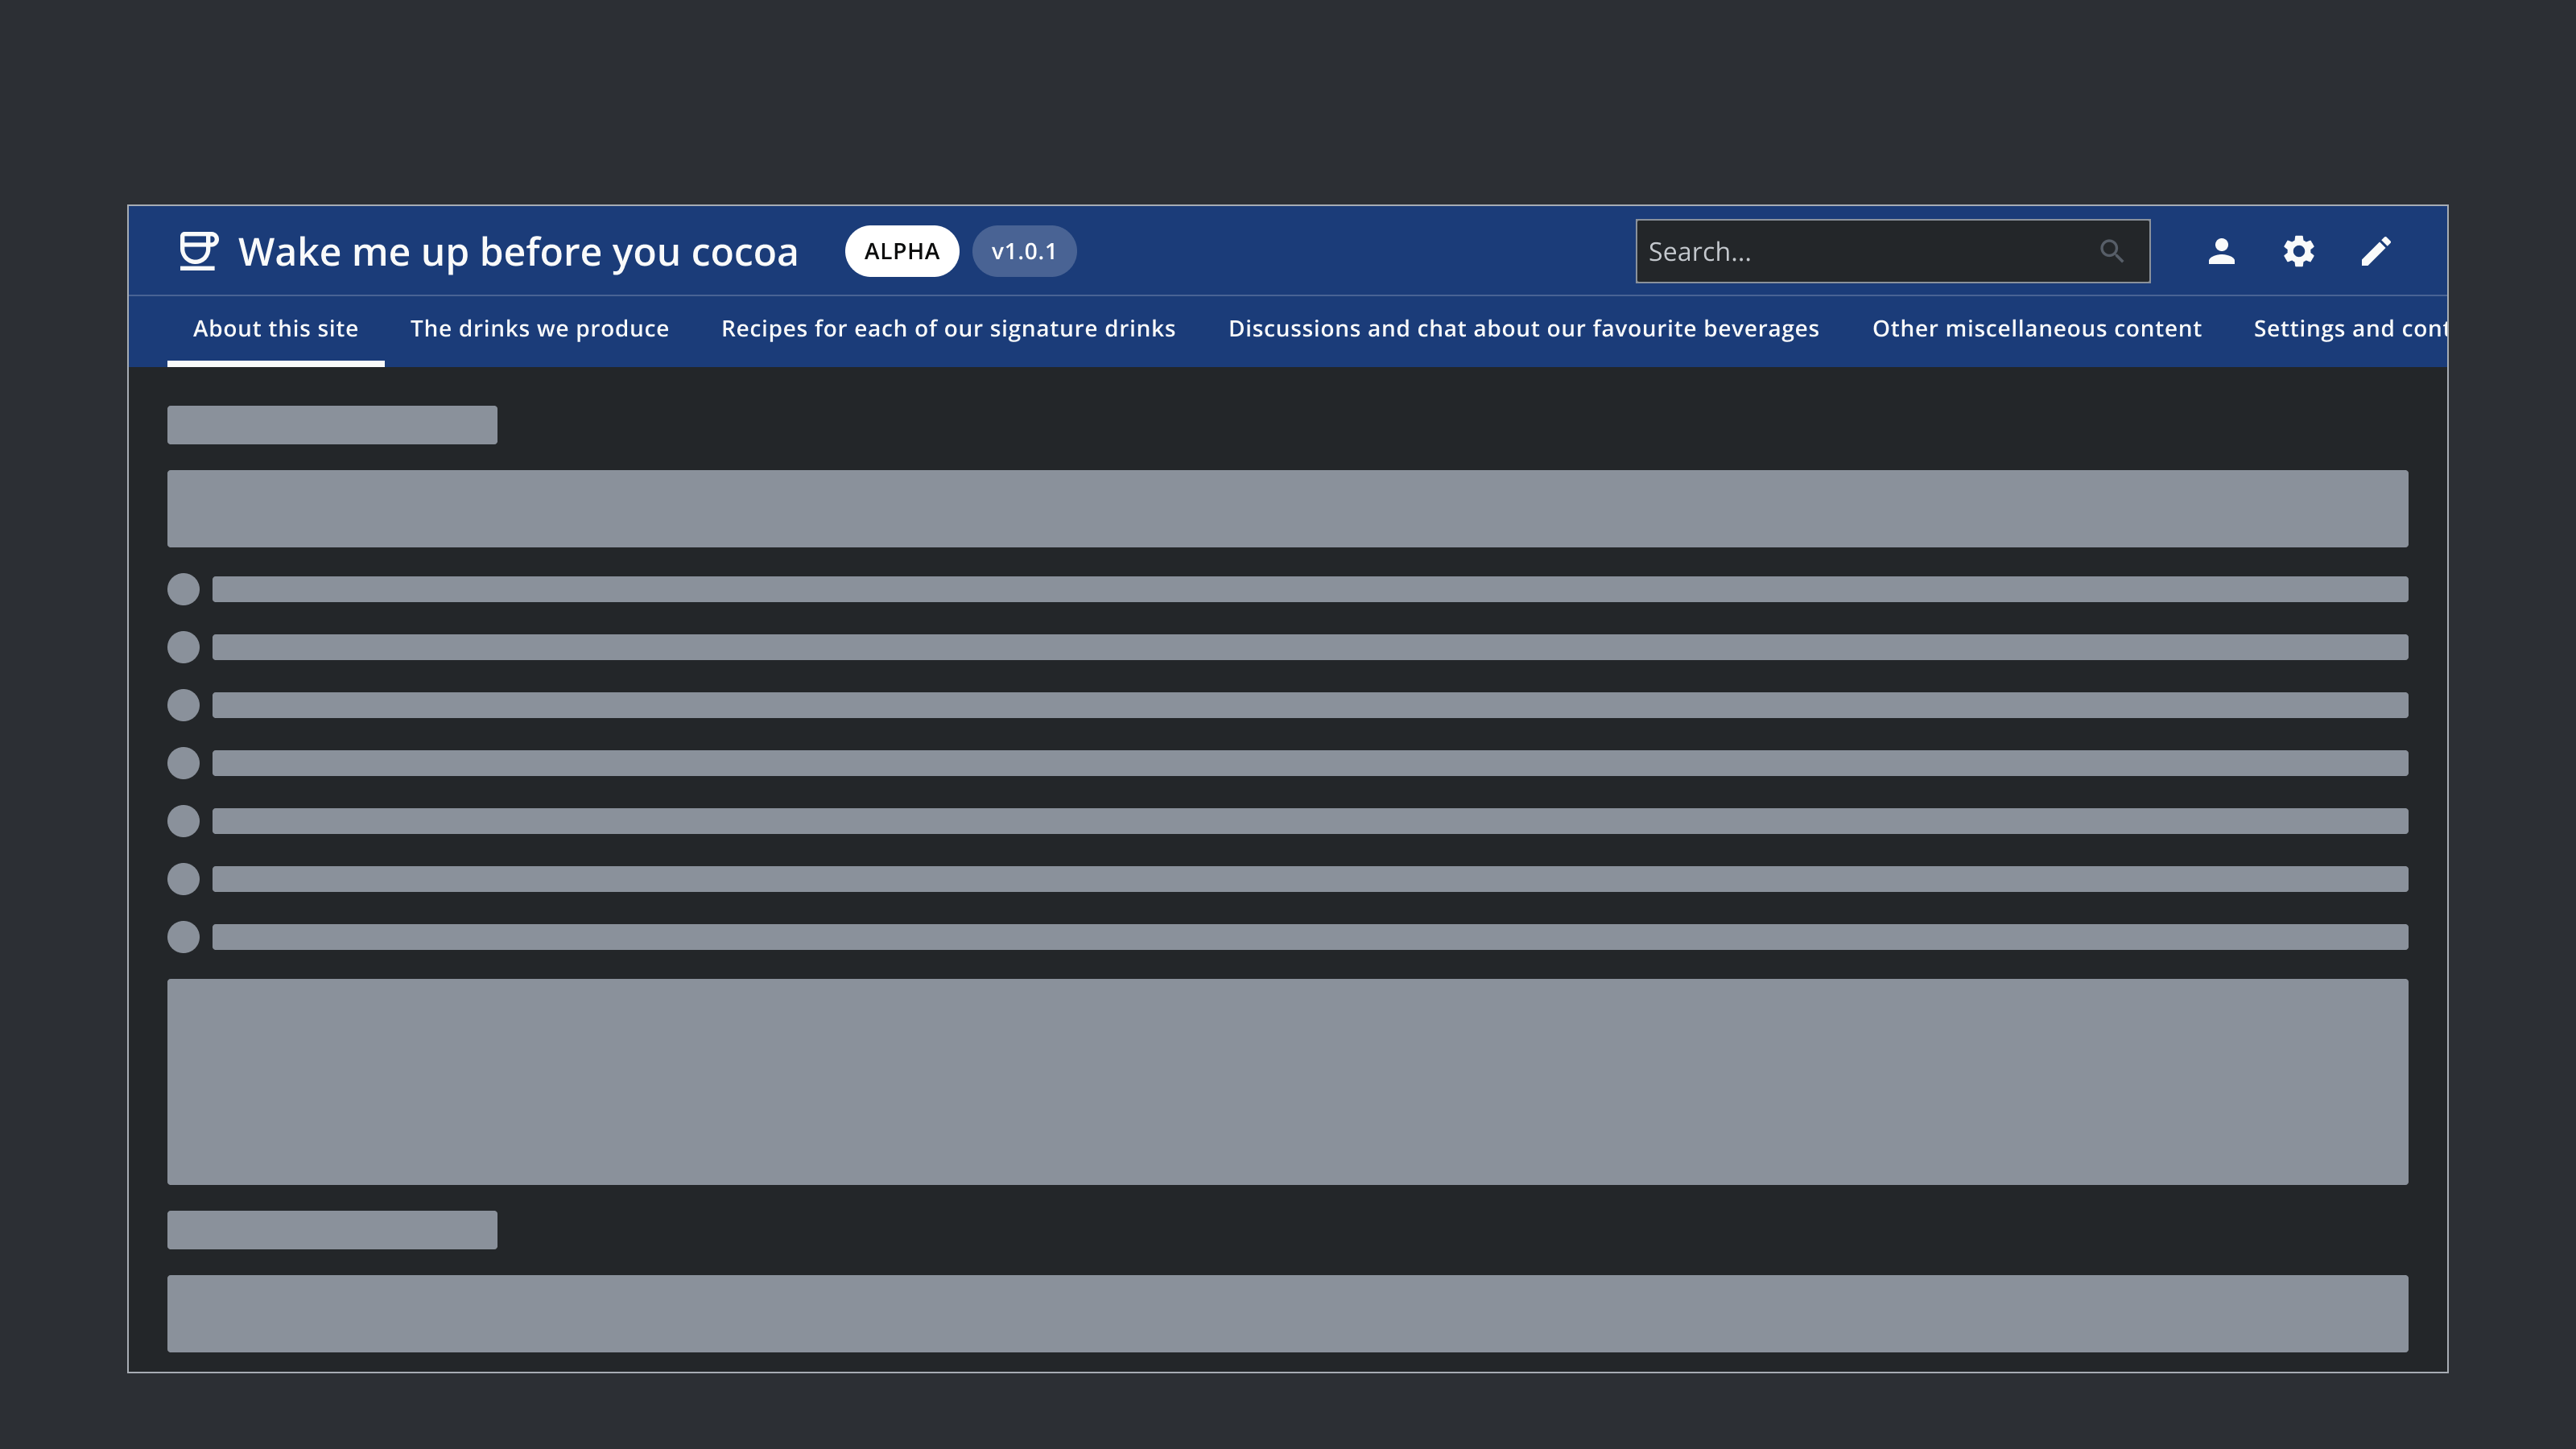 Wake me up before you cocoa ALPHA v1.0.1 Search...
About this site The drinks we produce Recipes for each of our signature drinks Discussions and chat about our favourite beverages Other miscellaneous content Settings and cont